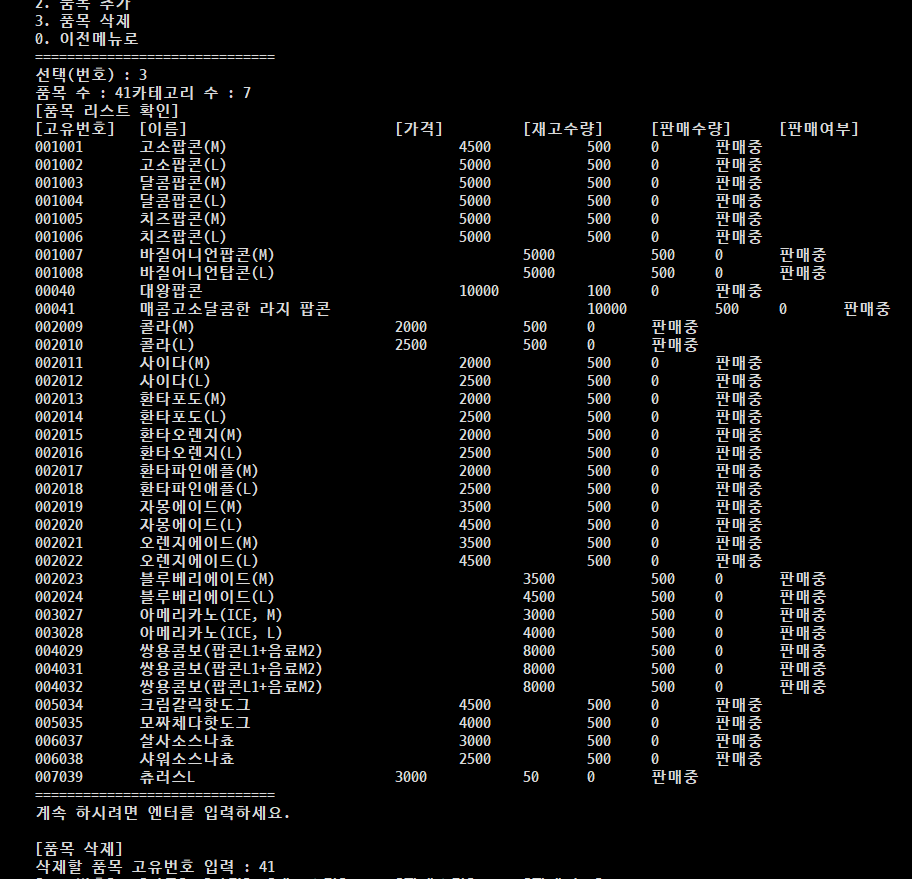 2. 품목 추가
3. 품목 삭제
0. 이전메뉴로
==============================
선택(번호) : 3
품목 수 : 41카테고리 수 : 7
[품목 리스트 확인]
[고유번호] [이름] [가격] [재고수량] [판매수량] [판매여부]
001001 고소팝콘(M) 4500 500 0 판매중
001002 고소팝콘(L) 5000 500 0 판매중
001003 달콤팝콘(M) 5000 500 0 판매중
001004 달콤팝콘(L) 5000 500 0 판매중
001005 치즈팝콘(M) 5000 500 0 판매중
001006 치즈팝콘(L) 5000 500 0 판매중
001007 바질어니언팝콘(M) 5000 500 0 판매중
001008 바질어니언탑콘(L) 5000 500 0 판매중
00040 대왕팝콘 10000 100 0 판매중
00041 매콤고소달콤한 라지 팝콘 10000 500 0 판매중
002009 콜라(M) 2000 500 0 판매중
002010 콜라(L) 2500 500 0 판매중
002011 사이다(M) 2000 500 0 판매중
002012 사이다(L) 2500 500 0 판매중
002013 환타포도(M) 2000 500 0 판매중
002014 환타포도(L) 2500 500 0 판매중
002015 환타오렌지(M) 2000 500 0 판매중
002016 환타오렌지(L) 2500 500 0 판매중
002017 환타파인애플(M) 2000 500 0 판매중
002018 환타파인애플(L) 2500 500 0 판매중
002019 자몽에이드(M) 3500 500 0 판매중
002020 자몽에이드(L) 4500 500 0 판매중
002021 오렌지에이드(M) 3500 500 0 판매중
002022 오렌지에이드(L) 4500 500 0 판매중
002023 블루베리에이드(M) 3500 500 0 판매중
002024 블루베리에이드(L) 4500 500 0 판매중
003027 아메리카노(ICE, M) 3000 500 0 판매중
003028 아메리카노(ICE, L) 4000 500 0 판매중
004029 쌍용콤보(팝콘L1+음료M2) 8000 500 0 판매중
004031 쌍용콤보(팝콘L1+음료M2) 8000 500 0 판매중
004032 쌍용콤보(팝콘L1+음료M2) 8000 500 0 판매중
005034 크림갈릭핫도그 4500 500 0 판매중
005035 모짜체다핫도그 4000 500 0 판매중
006037 살사소스나쵸 3000 500 0 판매중
006038 사워소스나쵸 2500 500 0 판매중
007039 츄러스L 3000 50 0 판매중
==============================
계속 하시려면 엔터를 입력하세요.
[품목 삭제]
삭제할 품목 고유번호 입력 : 41